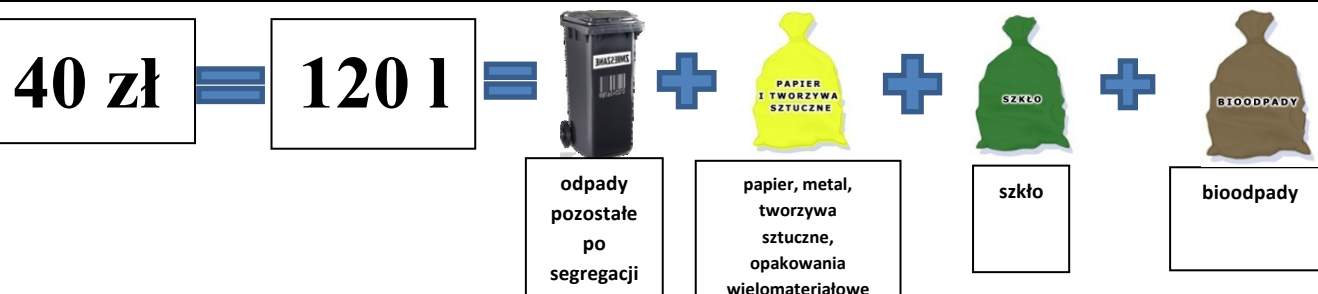 40 zł
120 l
ZMIESZANE
PAPIER
I TWORZYWA
SZTUCZNE
SZKŁO
BIOODPADY
odpady
pozostałe
po
segregacji
papier, metal,
tworzywa
sztuczne,
opakowania
wielomateriałowe
szkło
bioodpady